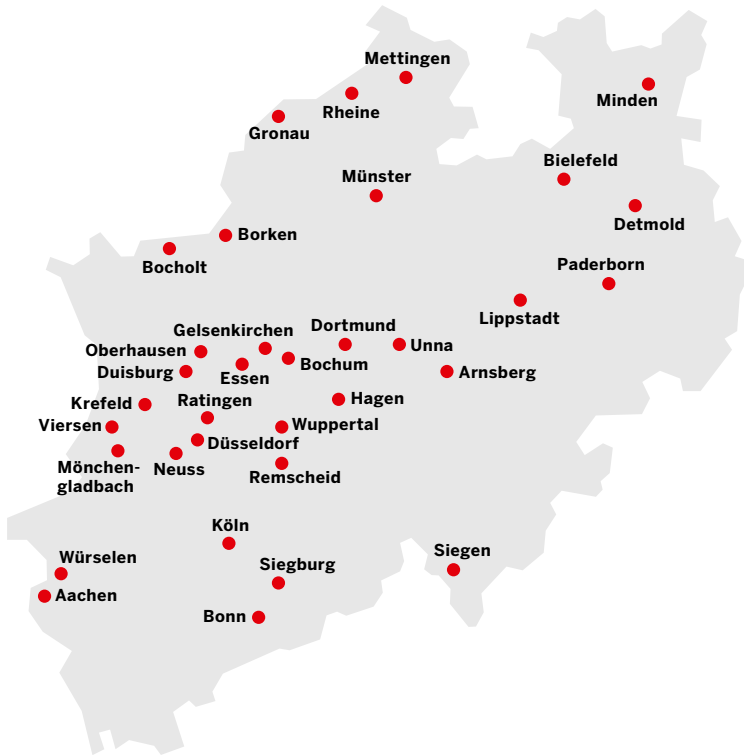 Mettingen
Minden
Rheine
Gronau
Bielefeld
Münster
Detmold
Borken
Bocholt
Paderborn
Lippstadt
Gelsenkirchen
Dortmund
Unna
Oberhausen
Bochum
Duisburg
Essen
Arnsberg
Krefeld
Ratingen
Hagen
Viersen
Wuppertal
Düsseldorf
Mönchen-
gladbach
Neuss
Remscheid
Köln
Siegen
Würselen
Siegburg
Aachen
Bonn